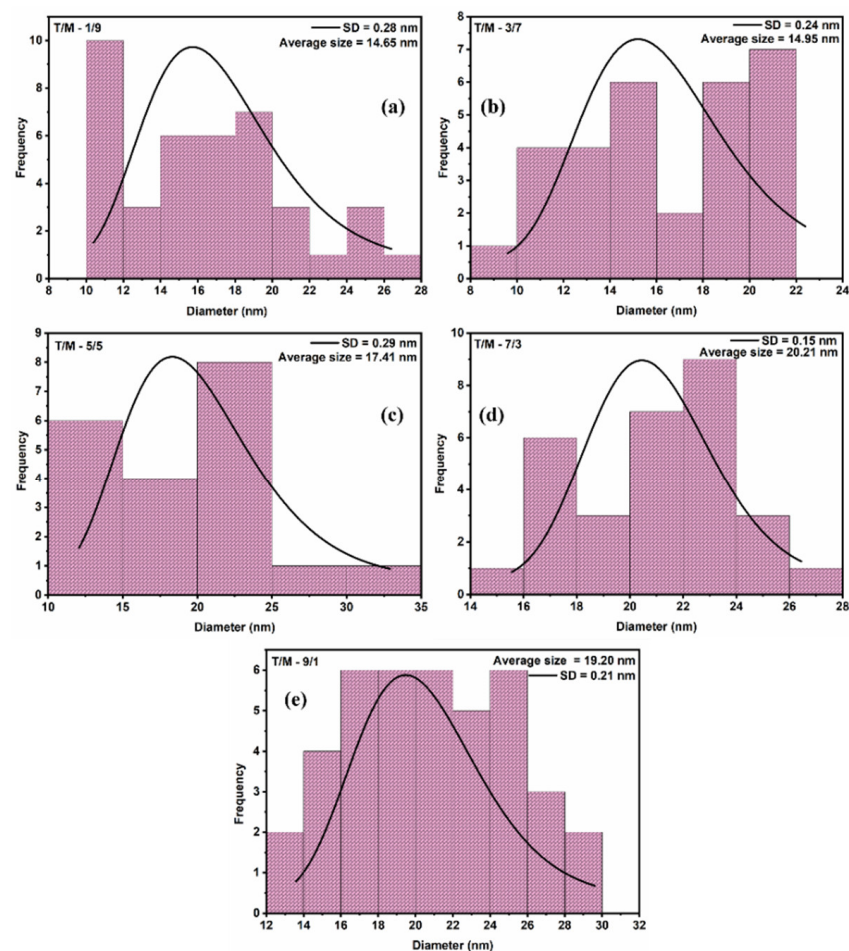 T/M - 1/9
SD = 0.28 nm
Average size = 14.65 nm
(a)
Frequency
10
8
6
4
2
0
8 10 12 14 16 18 20 22 24 26 28
Diameter (nm)
T/M - 3/7
SD = 0.24 nm
Average size = 14.95 nm
(b)
Frequency
8
7
6
5
4
3
2
1
0
8 10 12 14 16 18 20 22 24
Diameter (nm)
T/M - 5/5
SD = 0.29 nm
Average size = 17.41 nm
(c)
Frequency
9
8
7
6
5
4
3
2
1
0
10 15 20 25 30 35
Diameter (nm)
T/M - 7/3
SD = 0.15 nm
Average size = 20.21 nm
(d)
Frequency
10
8
6
4
2
0
14 16 18 20 22 24 26 28
Diameter (nm)
T/M - 9/1
Average size = 19.20 nm
SD = 0.21 nm
(e)
Frequency
6
5
4
3
2
1
0
12 14 16 18 20 22 24 26 28 30 32
Diameter (nm)